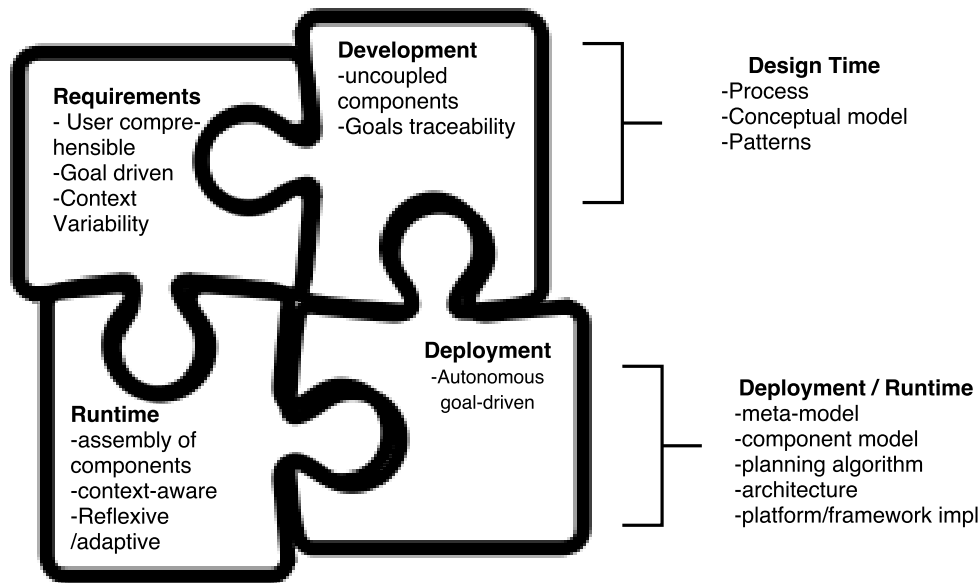 Requirements
- User compre-
hensible
-Goal driven
-Context
Variability
Development
-uncoupled
components
-Goals traceability
Design Time
-Process
-Conceptual model
-Patterns
Runtime
-assembly of
components
-context-aware
-Reflexive
/adaptive
Deployment
-Autonomous
goal-driven
Deployment / Runtime
-meta-model
-component model
-planning algorithm
-architecture
-platform/framework impl